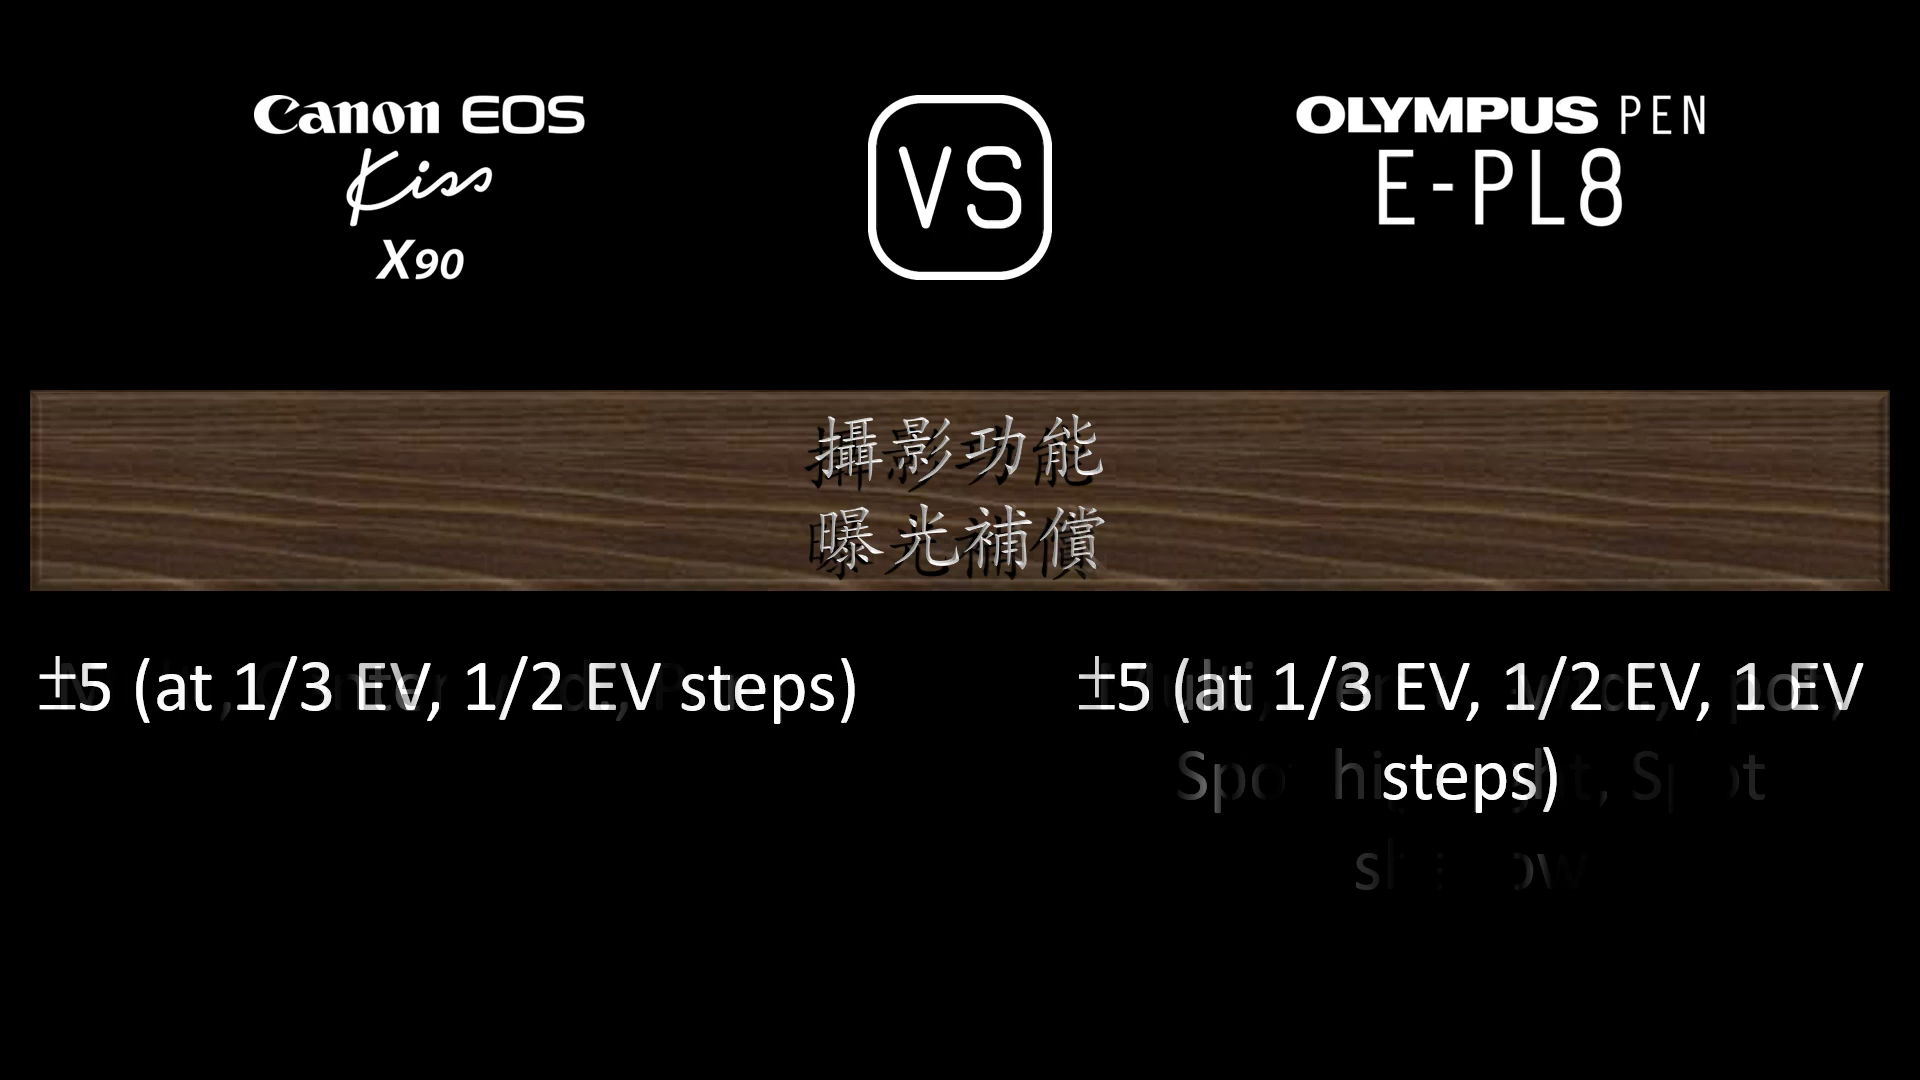 Canon EOS
Kiss
X90
VS
OLYMPUS PEN
E-PL8
攝影功能
曝光補償
±5 (at 1/3 EV, 1/2 EV steps)
±5 (at 1/3 EV, 1/2 EV, 1 EV
steps)